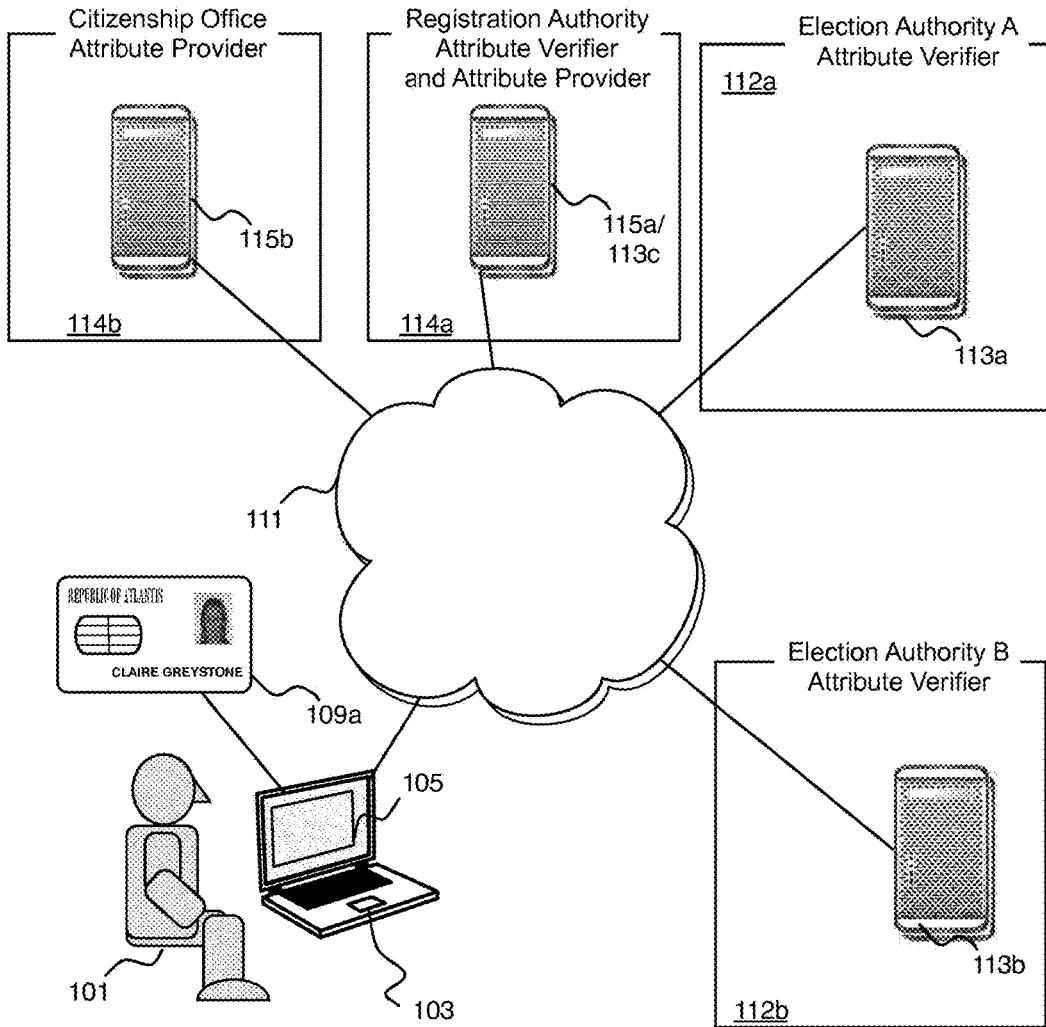 Citizenship Office
Attribute Provider
Registration Authority
Attribute Verifier
and Attribute Provider
Election Authority A
Attribute Verifier
112a
115b
115a/
113c
113a
114b
114a
111
REPUBLIC OF ATLANTIS
CLAIRE GREYSTONE
109a
105
Election Authority B
Attribute Verifier
101
103
113b
112b